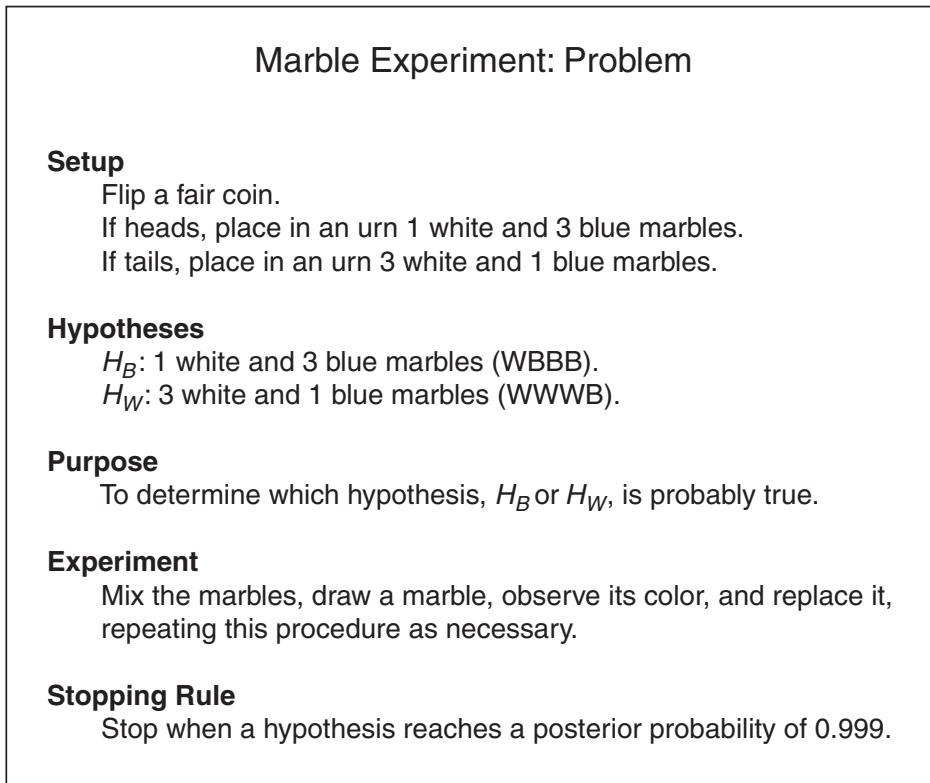 Marble Experiment: Problem
Setup
Flip a fair coin.
If heads, place in an urn 1 white and 3 blue marbles.
If tails, place in an urn 3 white and 1 blue marbles.
Hypotheses
H_B: 1 white and 3 blue marbles (WBBB).
H_W: 3 white and 1 blue marbles (WWWB).
Purpose
To determine which hypothesis, H_B or H_W, is probably true.
Experiment
Mix the marbles, draw a marble, observe its color, and replace it,
repeating this procedure as necessary.
Stopping Rule
Stop when a hypothesis reaches a posterior probability of 0.999.